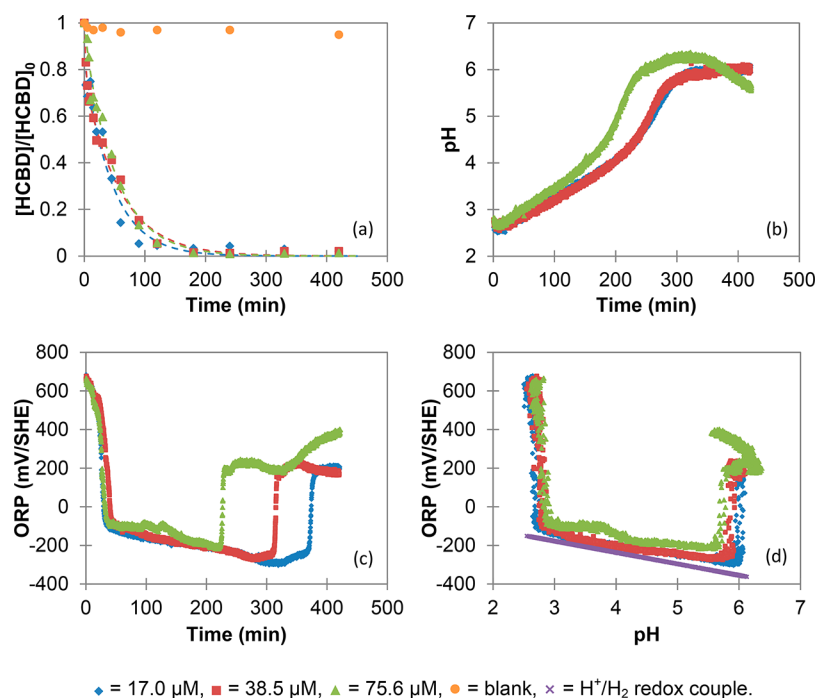 1
0.8
0.6
0.4
0.2
0
[HCBD]/[HCBD]₀
(a)
0 100 200 300 400 500
Time (min)
7
6
5
4
3
2
pH
(b)
0 100 200 300 400 500
Time (min)
800
600
400
200
0
-200
-400
ORP (mV/SHE)
(c)
0 100 200 300 400 500
Time (min)
800
600
400
200
0
-200
-400
ORP (mV/SHE)
(d)
2 3 4 5 6 7
pH
= 17.0 µM, = 38.5 µM, = 75.6 µM, = blank, = H⁺/H₂ redox couple.